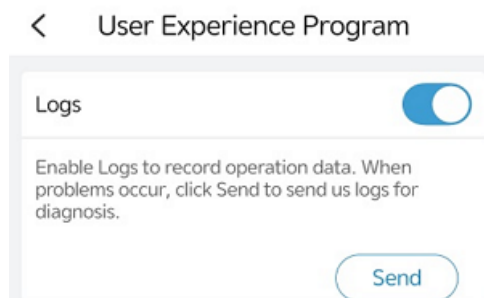 User Experience Program
Logs
Enable Logs to record operation data. When
problems occur, click Send to send us logs for
diagnosis.
Send